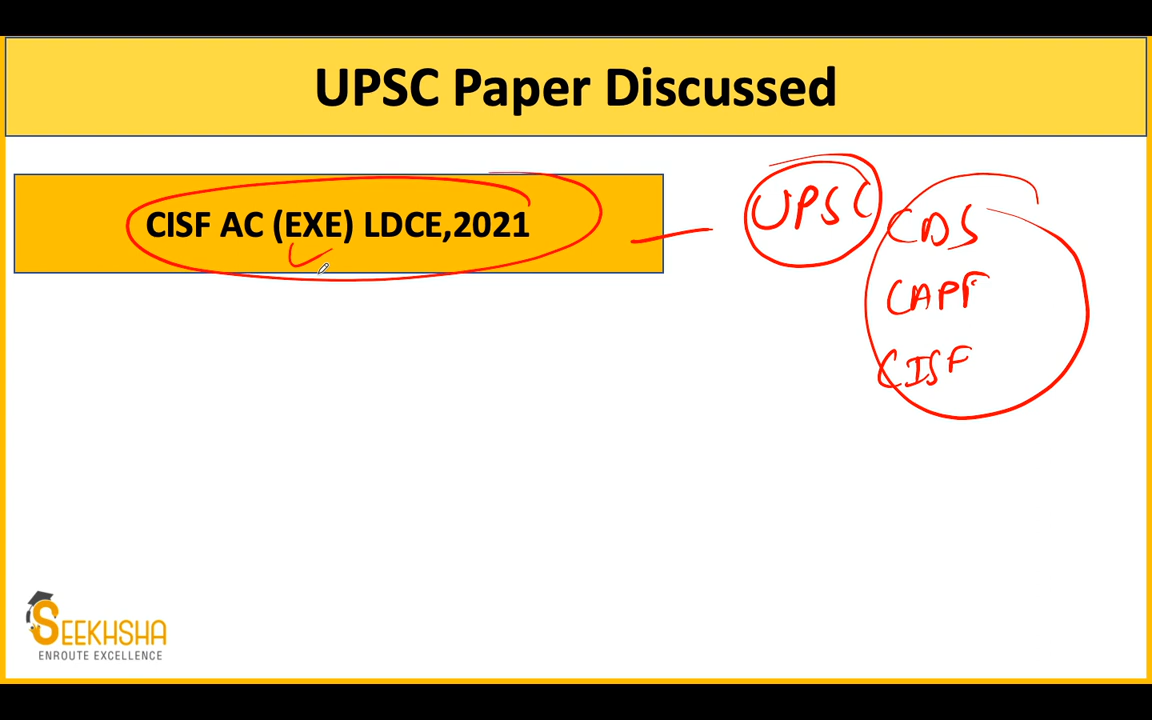 UPSC Paper Discussed
CISF AC (EXE) LDCE,2021
UPSC
CDS
CAPF
CISF
SEEKHSHA
ENROUTE EXCELLENCE